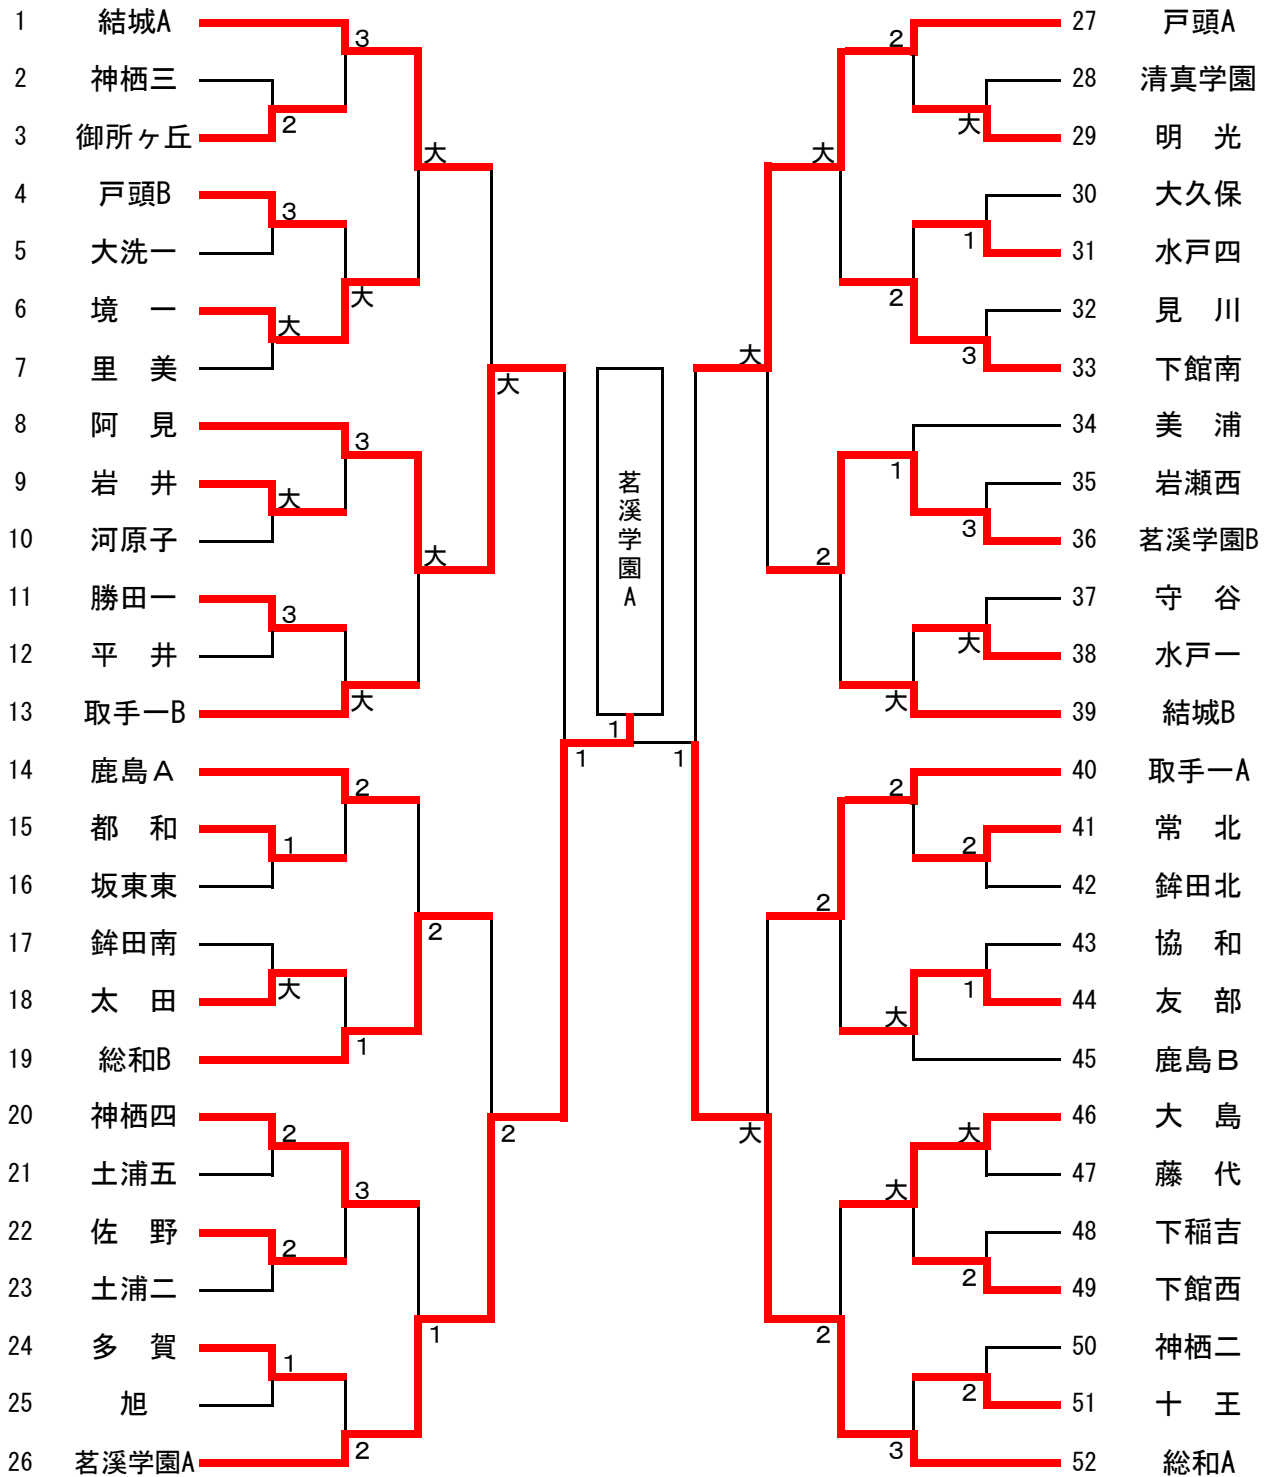 1 結城A
3
2 神栖三
2
3 御所ヶ丘
大
4 戸頭B
3
5 大洗一
大
6 境 一
大
7 里 美
大
8 阿 見
3
9 岩 井
大
10 河原子
大
11 勝田一
3
12 平 井
大
13 取手一B
14 鹿島A
2
15 都 和
1
16 坂東東
17 鉾田南
2
18 太 田
大
19 総和B
1
20 神栖四
2
2
21 土浦五
3
22 佐 野
2
23 土浦二
24 多 賀
1
1
25 旭
26 茗溪学園A
2
茗溪学園A
1
1
1
27 戸頭A
2
28 清真学園
大
29 明 光
大
30 大久保
1
31 水戸四
2
32 見 川
3
33 下館南
大
34 美 浦
1
35 岩瀬西
3
36 茗溪学園B
2
37 守 谷
大
38 水戸一
大
39 結城B
40 取手一A
2
41 常 北
2
42 鉾田北
2
43 協 和
1
44 友 部
大
45 鹿島B
46 大 島
大
大
47 藤 代
大
48 下稲吉
2
49 下館西
2
50 神栖二
2
51 十 王
3
52 総和A